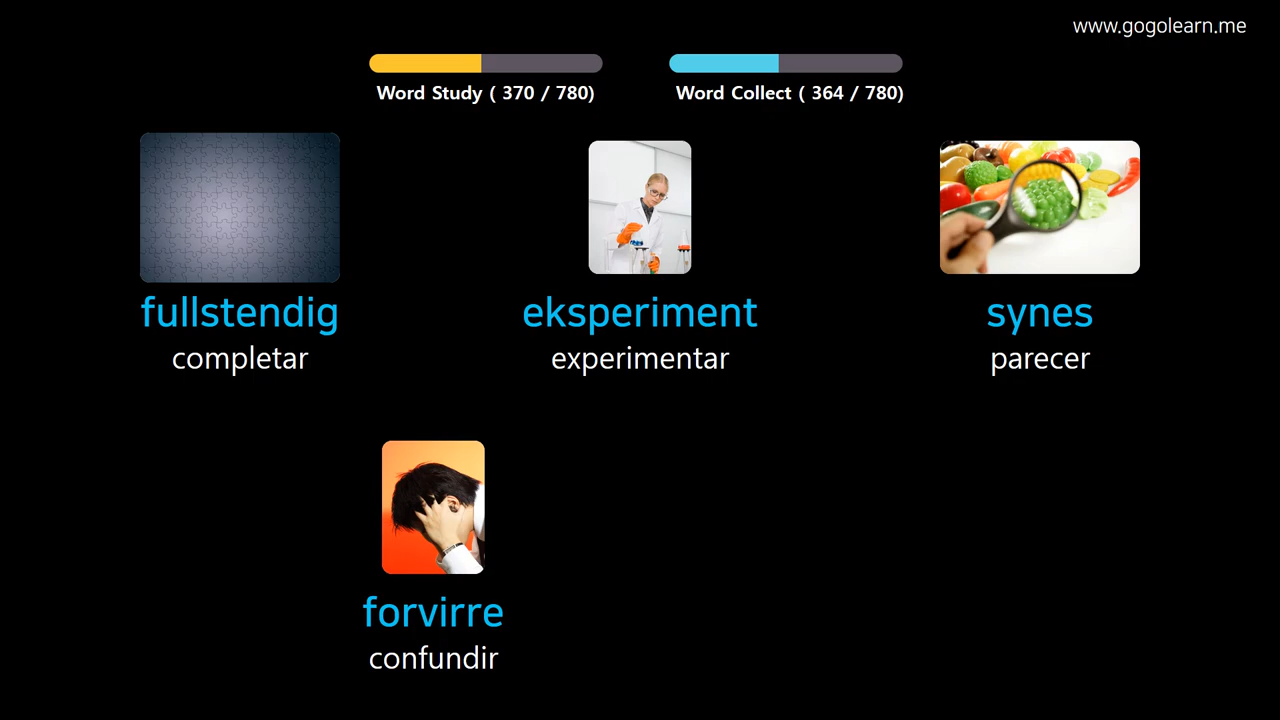 www.gogolearn.me
Word Study ( 370 / 780)
Word Collect ( 364 / 780)
fullstendig
completar
eksperiment
experimentar
synes
parecer
forvirre
confundir